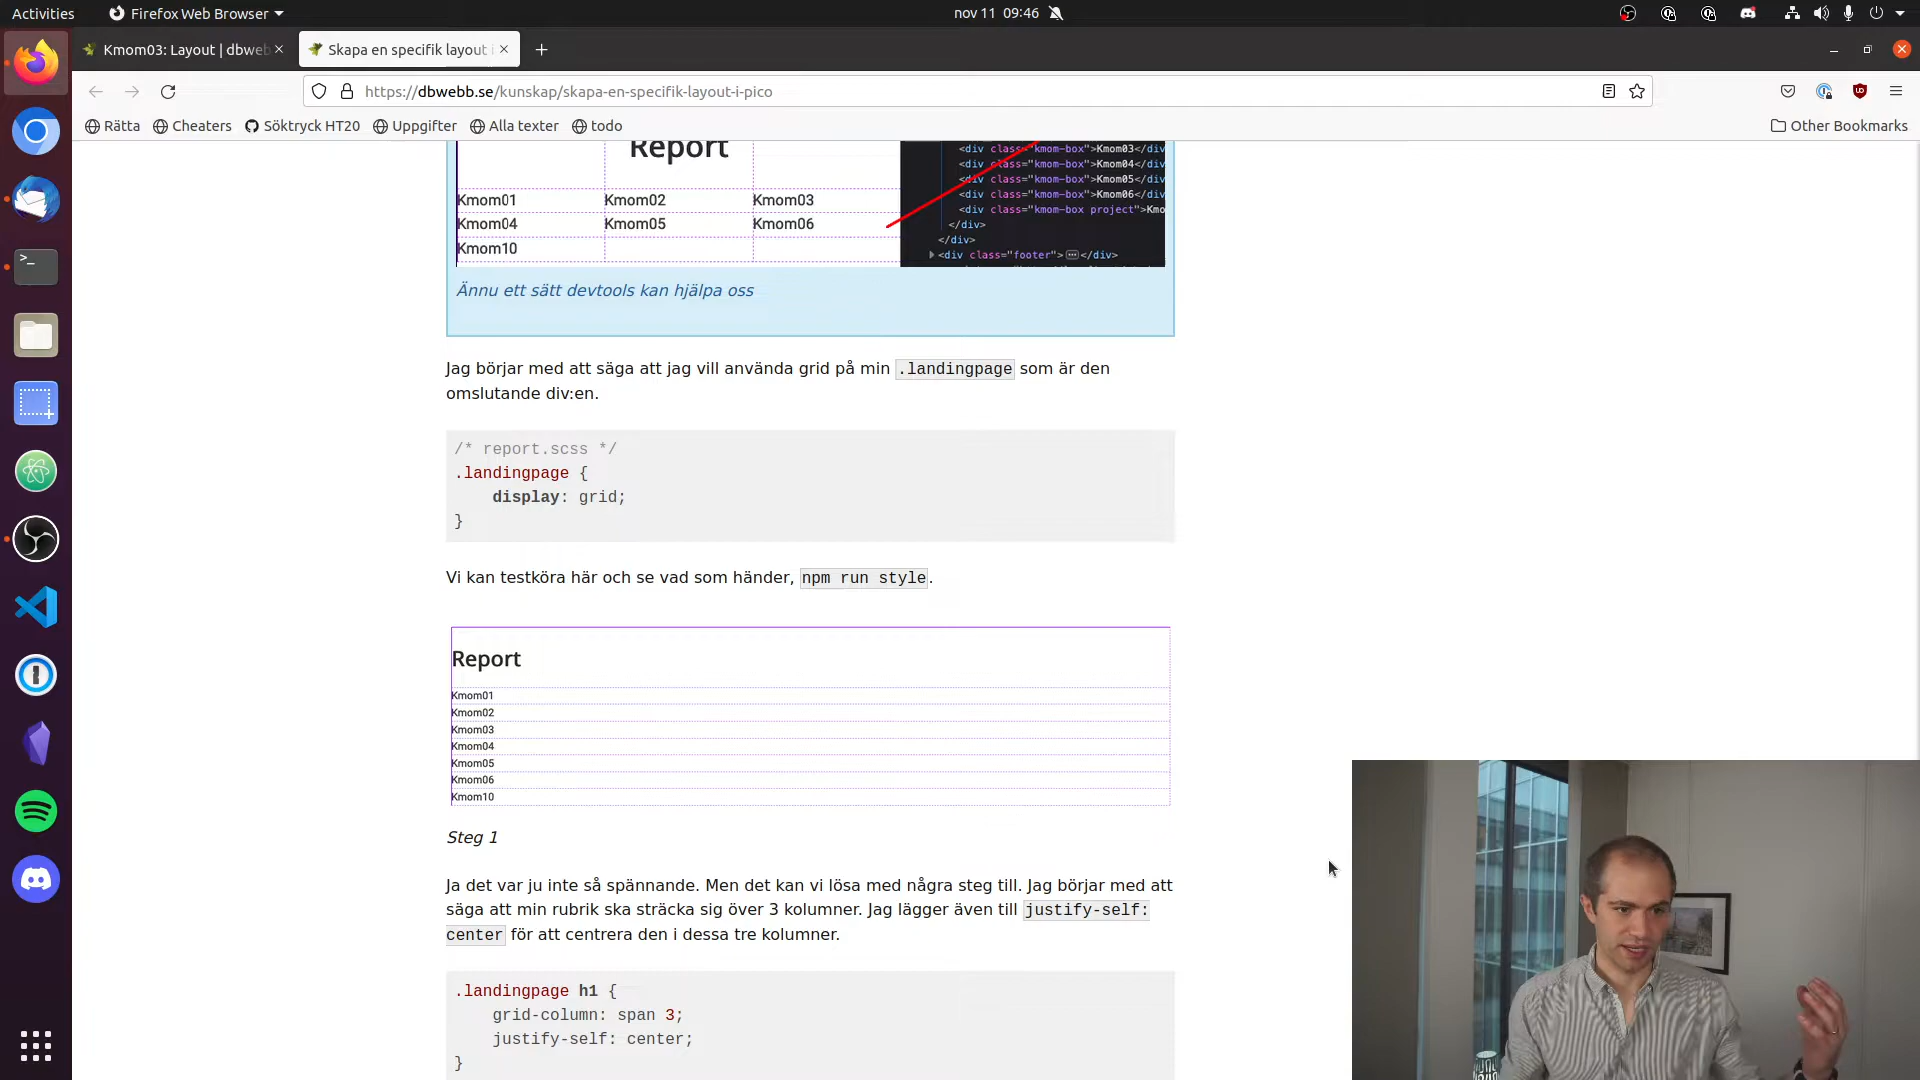 Activities
Firefox Web Browser
nov 11 09:46
Kmom03: Layout | dbweb
Skapa en specifik layout i
https://dbwebb.se/kunskap/skapa-en-specifik-layout-i-pico
Rätta
Cheaters
Söktryck HT20
Uppgifter
Alla texter
todo
Other Bookmarks
Report
Kmom01 Kmom02 Kmom03
Kmom04 Kmom05 Kmom06
Kmom10
<div class="kmom-box">Kmom03</div>
<div class="kmom-box">Kmom04</div>
<div class="kmom-box">Kmom05</div>
<div class="kmom-box">Kmom06</div>
<div class="kmom-box project">Kmo
</div>
</div>
<div class="footer"></div>
Ännu ett sätt devtools kan hjälpa oss
Jag börjar med att säga att jag vill använda grid på min .landingpage som är den
omslutande div:en.
/* report.scss */
.landingpage {
display: grid;
}
Vi kan testköra här och se vad som händer, npm run style.
Report
Kmom01
Kmom02
Kmom03
Kmom04
Kmom05
Kmom06
Kmom10
Steg 1
Ja det var ju inte så spännande. Men det kan vi lösa med några steg till. Jag börjar med att
säga att min rubrik ska sträcka sig över 3 kolumner. Jag lägger även till justify-self:
center för att centrera den i dessa tre kolumner.
.landingpage h1 {
grid-column: span 3;
justify-self: center;
}